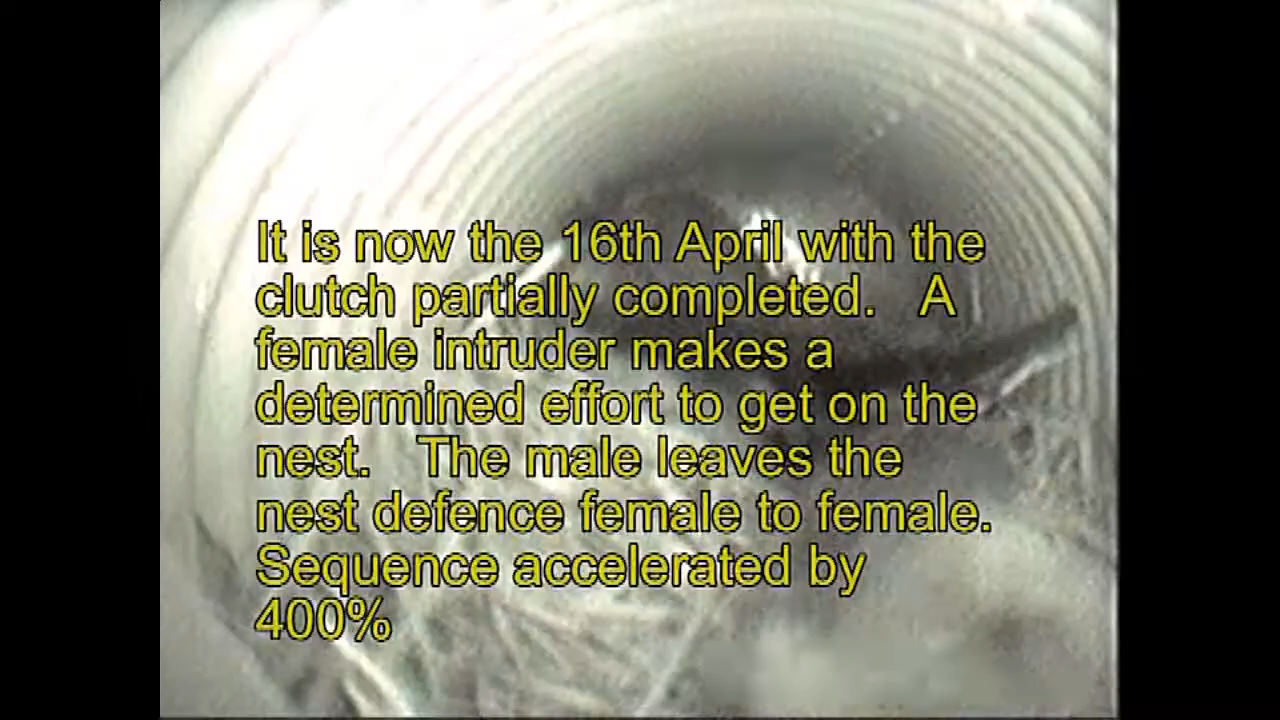 It is now the 16th April with the
clutch partially completed.   A
female intruder makes a
determined effort to get on the
nest.   The male leaves the
nest defence female to female.
Sequence accelerated by
400%